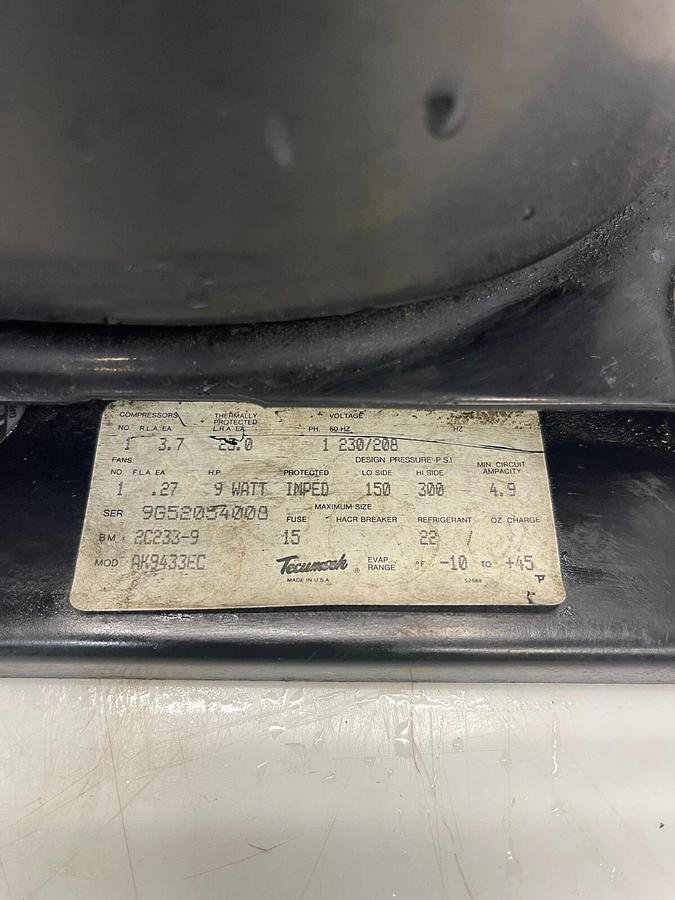 COMPRESSORS THERMALLY PROTECTED VOLTAGE
NO. R.L.A. EA. L.R.A. EA. PH. 60 HZ. HZ
1 3.7 23.0 1 230/208
FANS DESIGN PRESSURE P.S.I. MIN. CIRCUIT AMPACITY
NO. F.L.A. EA. H.P. PROTECTED LO SIDE HI SIDE
1 .27 9 WATT IMPED 150 300 4.9
SER 9G52054008 MAXIMUM SIZE
FUSE HACR BREAKER REFRIGERANT OZ. CHARGE
B M 2C233-9 15 22 /
MOD AK9433EC Tecumseh ® EVAP. RANGE °F -10 TO +45
MADE IN U.S.A. 52588